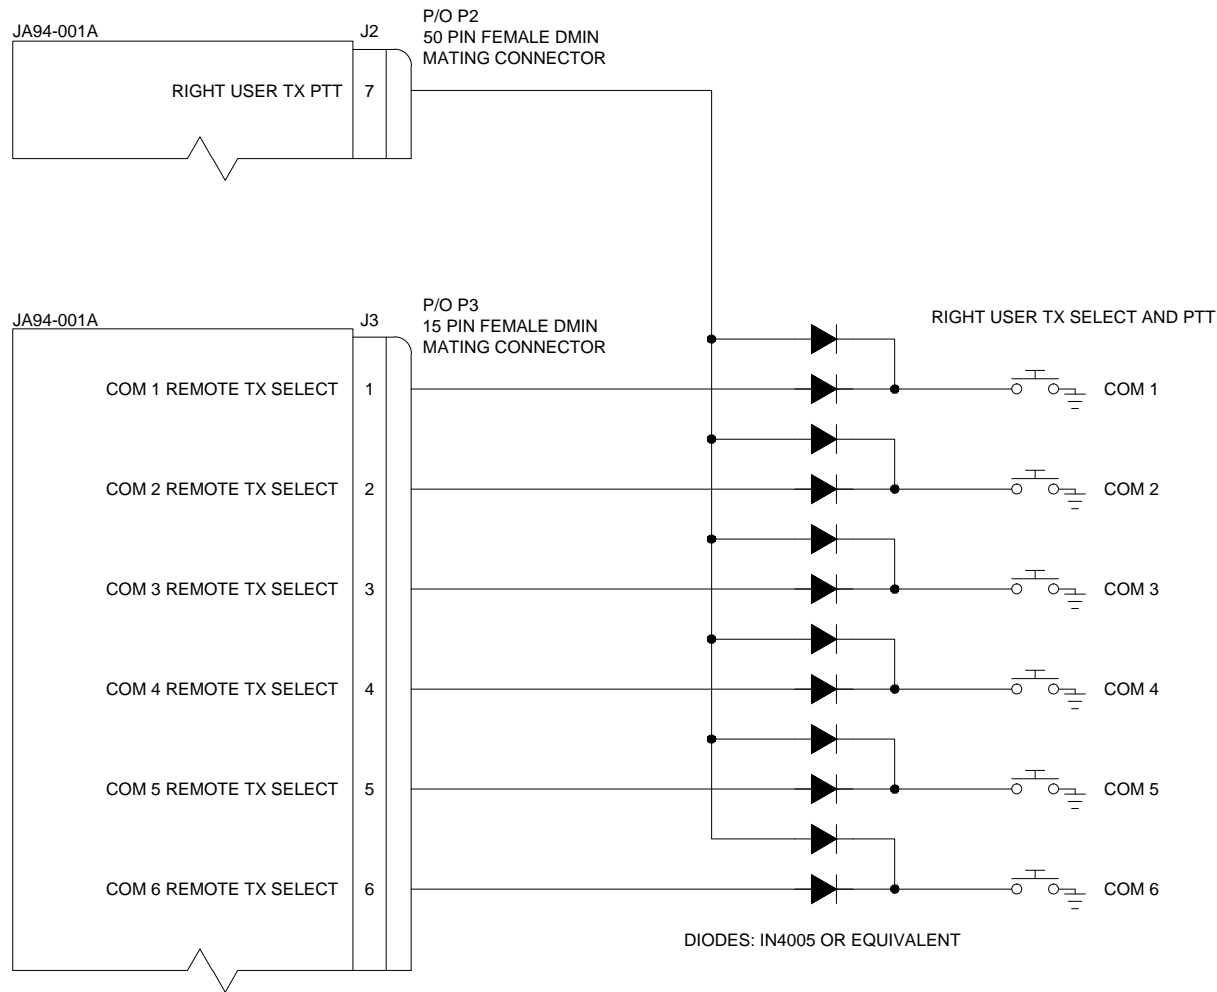 JA94-001A
J2
P/O P2
50 PIN FEMALE DMIN
MATING CONNECTOR
RIGHT USER TX PTT
7
JA94-001A
J3
P/O P3
15 PIN FEMALE DMIN
MATING CONNECTOR
RIGHT USER TX SELECT AND PTT
COM 1 REMOTE TX SELECT
1
COM 1
COM 2 REMOTE TX SELECT
2
COM 2
COM 3 REMOTE TX SELECT
3
COM 3
COM 4 REMOTE TX SELECT
4
COM 4
COM 5 REMOTE TX SELECT
5
COM 5
COM 6 REMOTE TX SELECT
6
COM 6
DIODES: IN4005 OR EQUIVALENT